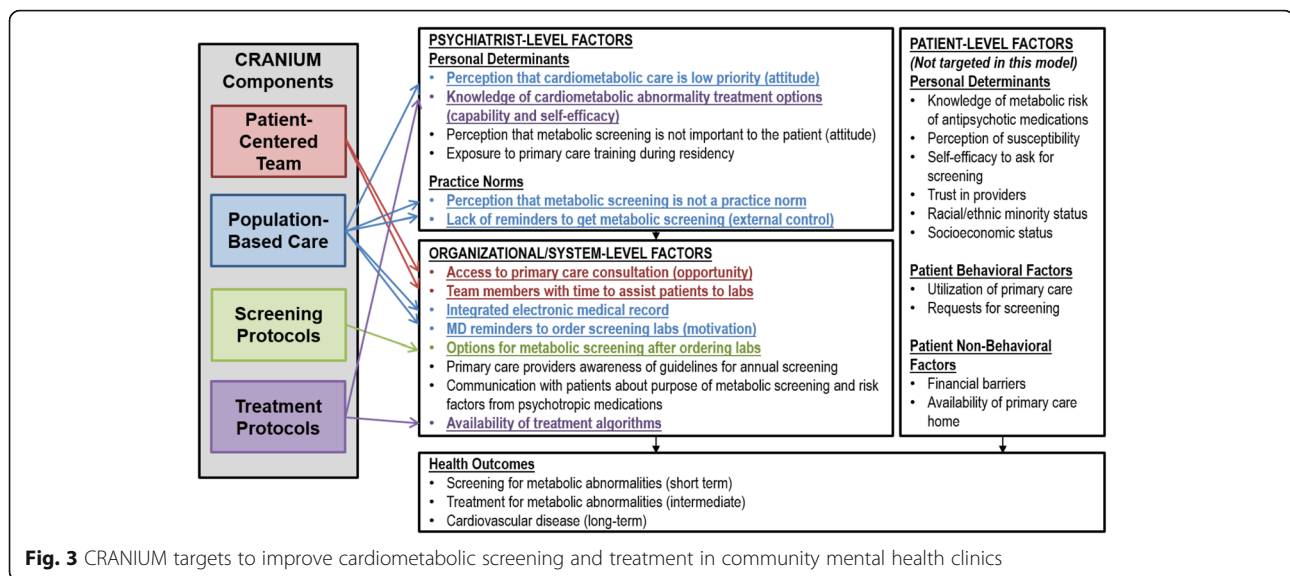 CRANIUM
Components
Patient-
Centered
Team
Population-
Based Care
Screening
Protocols
Treatment
Protocols
PSYCHIATRIST-LEVEL FACTORS
Personal Determinants
• Perception that cardiometabolic care is low priority (attitude)
• Knowledge of cardiometabolic abnormality treatment options
(capability and self-efficacy)
• Perception that metabolic screening is not important to the patient (attitude)
• Exposure to primary care training during residency
Practice Norms
• Perception that metabolic screening is not a practice norm
• Lack of reminders to get metabolic screening (external control)
ORGANIZATIONAL/SYSTEM-LEVEL FACTORS
• Access to primary care consultation (opportunity)
• Team members with time to assist patients to labs
• Integrated electronic medical record
• MD reminders to order screening labs (motivation)
• Options for metabolic screening after ordering labs
• Primary care providers awareness of guidelines for annual screening
• Communication with patients about purpose of metabolic screening and risk
factors from psychotropic medications
• Availability of treatment algorithms
PATIENT-LEVEL FACTORS
(Not targeted in this model)
Personal Determinants
• Knowledge of metabolic risk
of antipsychotic medications
• Perception of susceptibility
• Self-efficacy to ask for
screening
• Trust in providers
• Racial/ethnic minority status
• Socioeconomic status
Patient Behavioral Factors
• Utilization of primary care
• Requests for screening
Patient Non-Behavioral
Factors
• Financial barriers
• Availability of primary care
home
Health Outcomes
• Screening for metabolic abnormalities (short term)
• Treatment for metabolic abnormalities (intermediate)
• Cardiovascular disease (long-term)
Fig. 3 CRANIUM targets to improve cardiometabolic screening and treatment in community mental health clinics